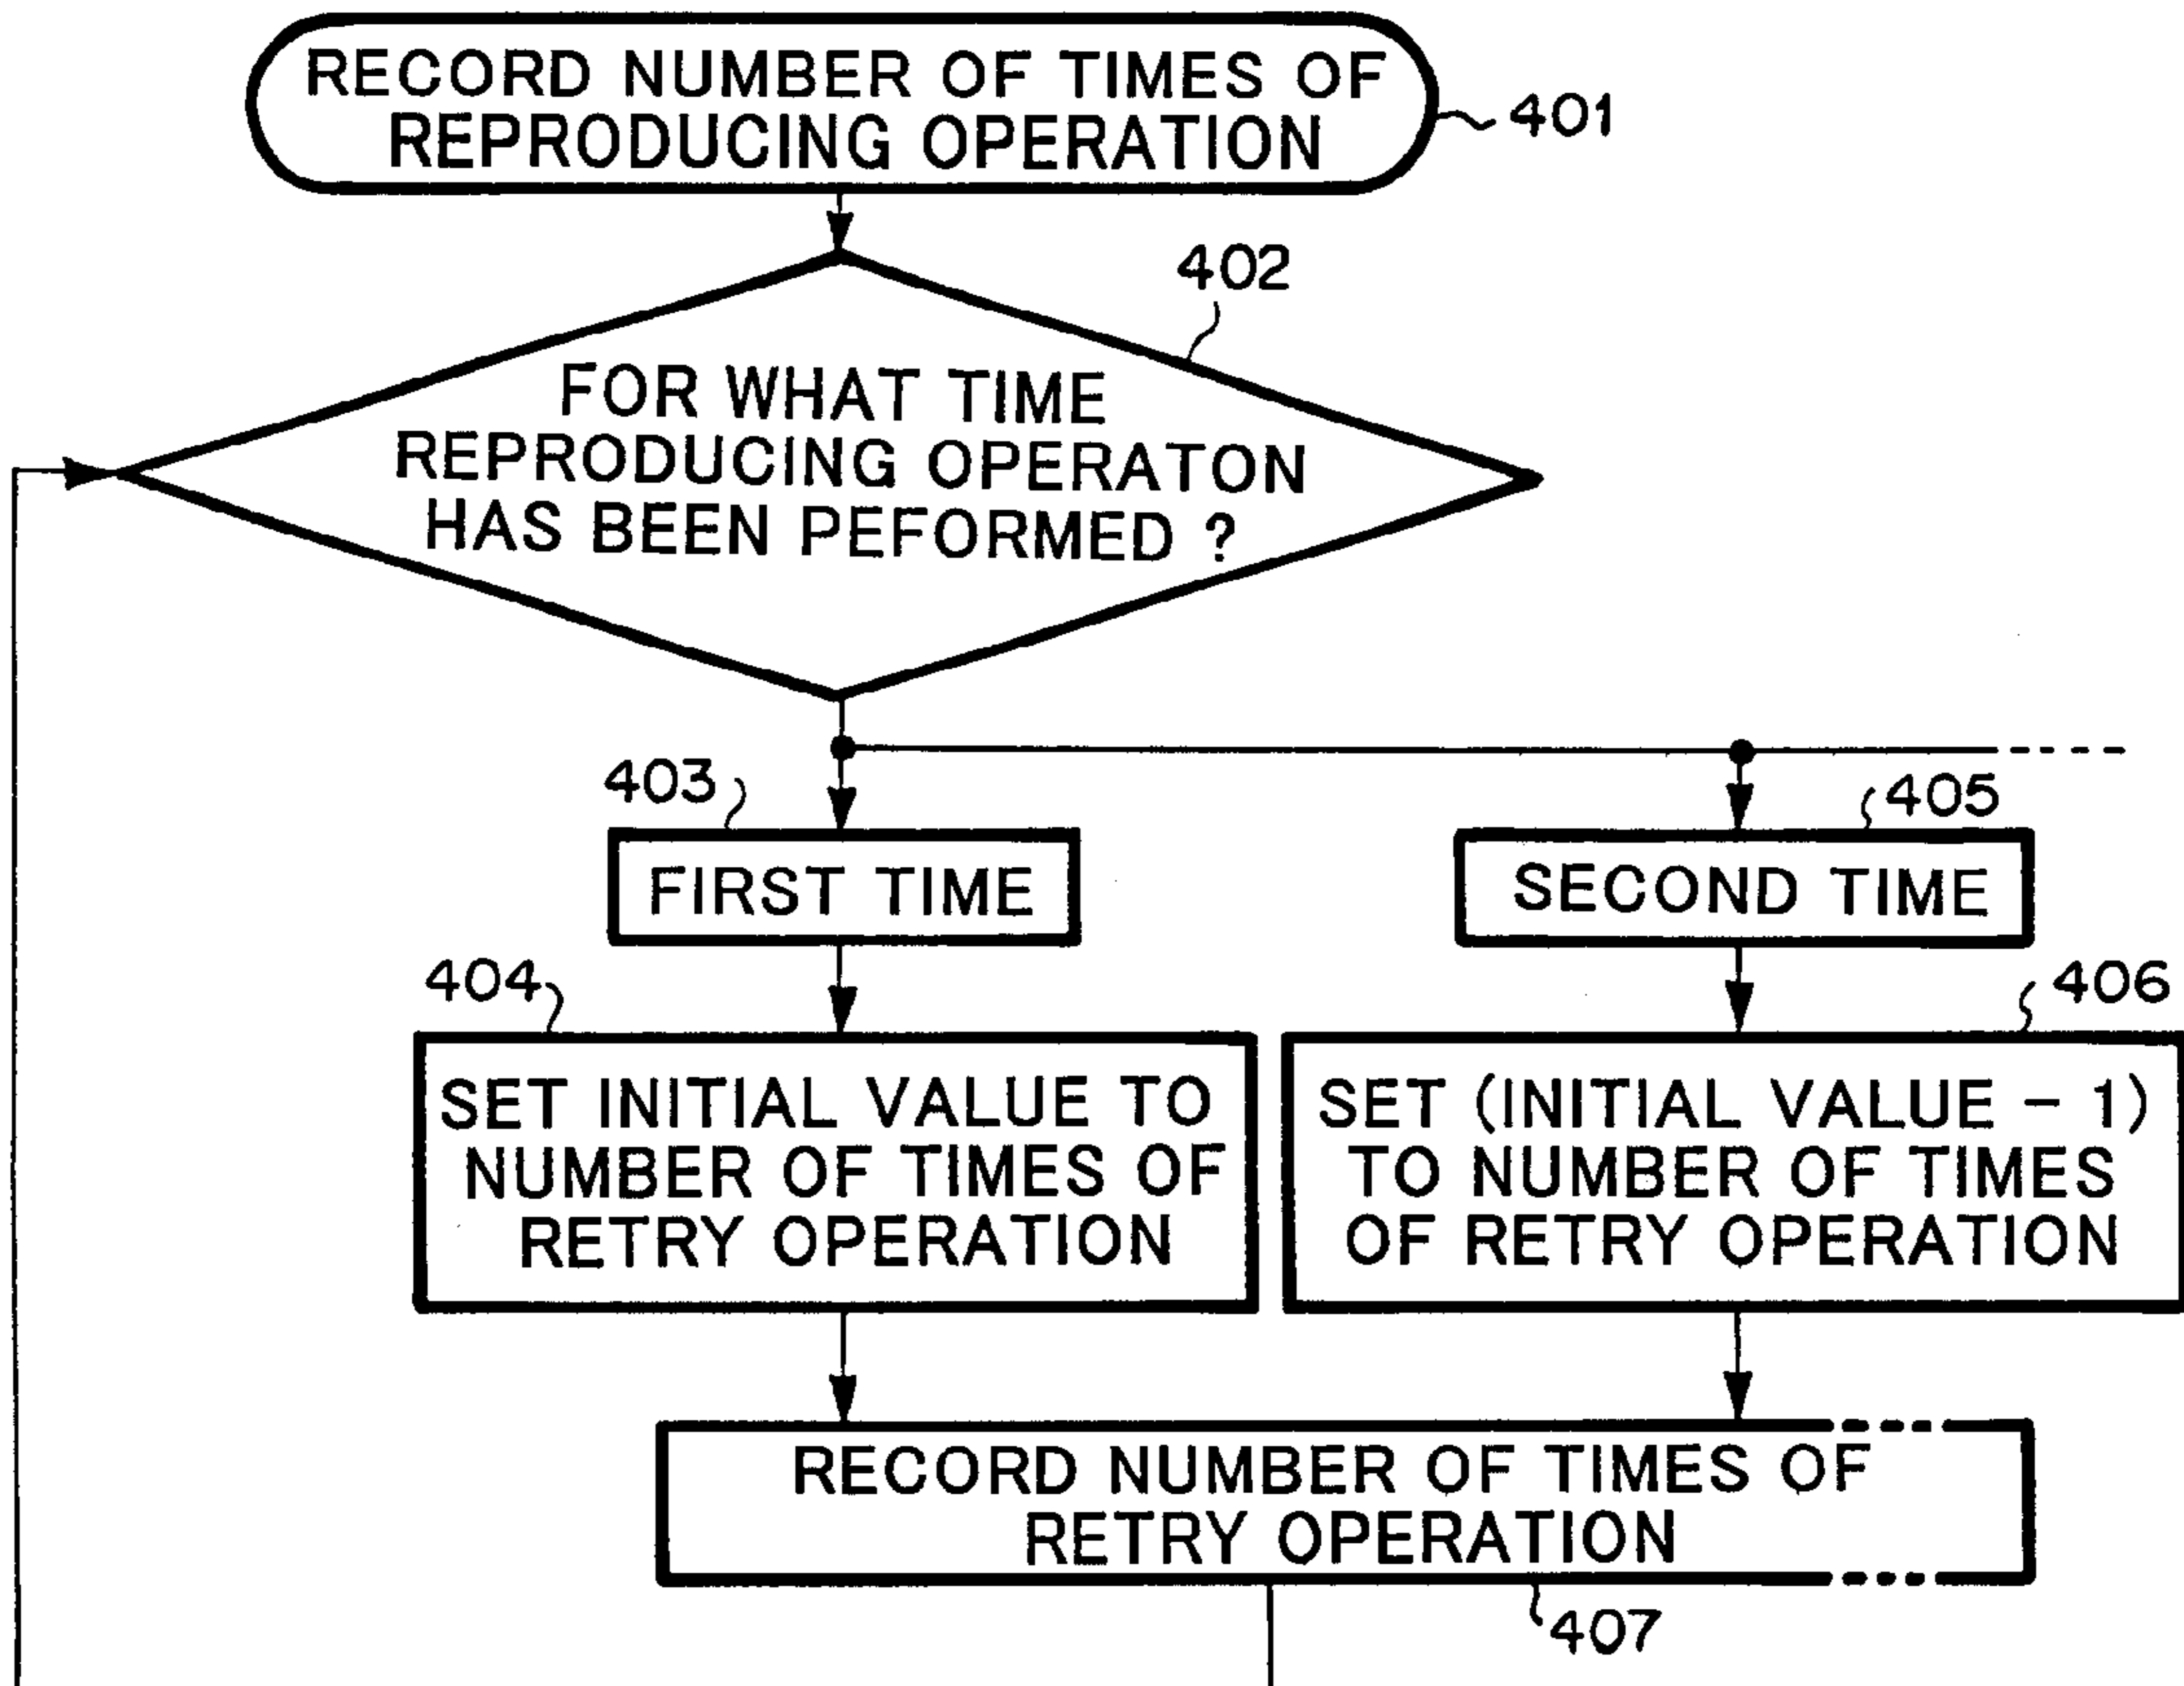 RECORD NUMBER OF TIMES OF
REPRODUCING OPERATION
401
402
FOR WHAT TIME
REPRODUCING OPERATON
HAS BEEN PEFORMED ?
403
405
FIRST TIME
SECOND TIME
404
406
SET INITIAL VALUE TO
NUMBER OF TIMES OF
RETRY OPERATION
SET (INITIAL VALUE - 1)
TO NUMBER OF TIMES
OF RETRY OPERATION
RECORD NUMBER OF TIMES OF
RETRY OPERATION
407